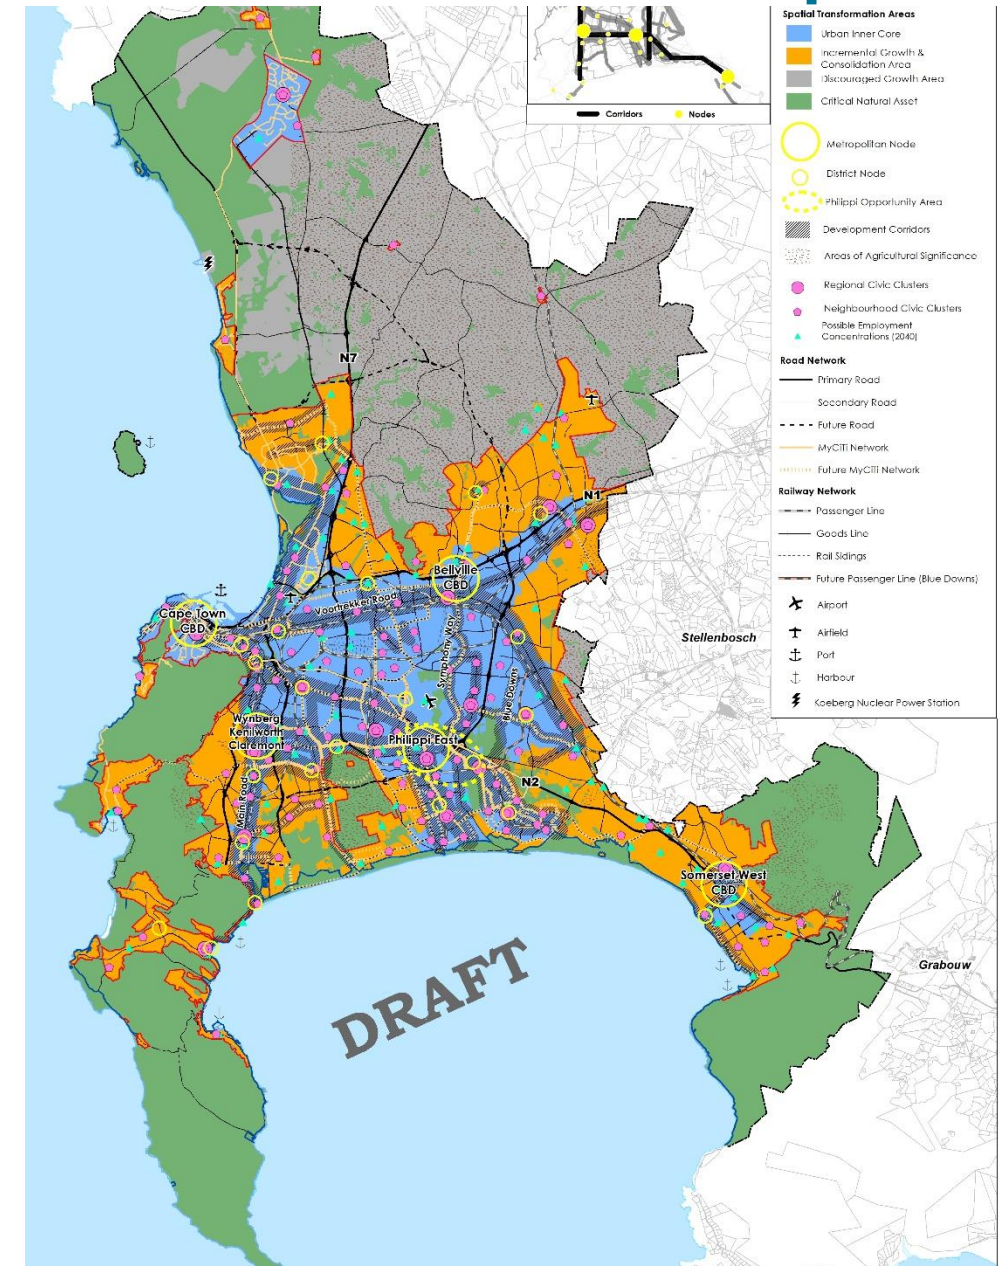 Corridors
Nodes
Spatial Transformation Areas
Urban Inner Core
Incremental Growth &
Consolidation Area
Discouraged Growth Area
Critical Natural Asset
Metropolitan Node
District Node
Philippi Opportunity Area
Development Corridors
Areas of Agricultural Significance
Regional Civic Clusters
Neighbourhood Civic Clusters
Possible Employment
Concentrations (2040)
Road Network
Primary Road
Secondary Road
Future Road
MyCiTi Network
Future MyCiTi Network
Railway Network
Passenger Line
Goods Line
Rail Sidings
Future Passenger Line (Blue Downs)
Airport
Airfield
Port
Harbour
Koeberg Nuclear Power Station
N7
N1
Bellville
CBD
Voortrekker Road
Cape Town
CBD
Symphony Way
Stellenbosch
Blue Downs
Wynberg
Kenilworth
Claremont
Philippi East
N2
Main Road
Somerset West
CBD
Grabouw
DRAFT